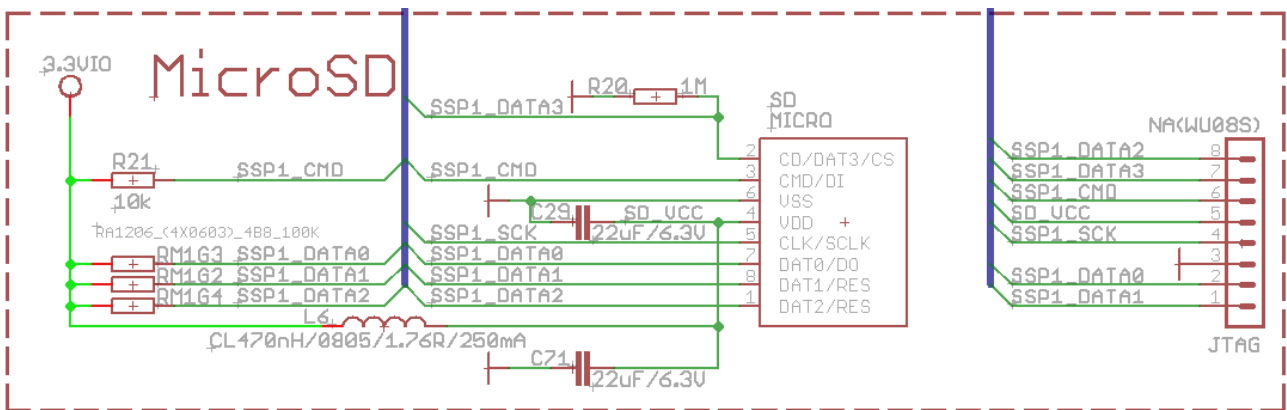 3.3VIO
MicroSD
R20 1M
SD
MICRO
SSP1_DATA3
NA(WU08S)
2 CD/DAT3/CS
SSP1_DATA2 8
R21
SSP1_CMD
SSP1_CMD
3 CMD/DI
SSP1_DATA3 7
10k
6 VSS
SSP1_CMD 6
C29
SD_VCC
4 VDD
SD_VCC 5
RA1206_(4X0603)_4B8_100K
SSP1_SCK
22uF/6.3V
5 CLK/SCLK
SSP1_SCK 4
RM1G3 SSP1_DATA0
SSP1_DATA0
7 DAT0/DO
3
RM1G2 SSP1_DATA1
SSP1_DATA1
8 DAT1/RES
SSP1_DATA0 2
RM1G4 SSP1_DATA2
SSP1_DATA2
1 DAT2/RES
SSP1_DATA1 1
L6
CL470nH/0805/1.76R/250mA
JTAG
C71
22uF/6.3V